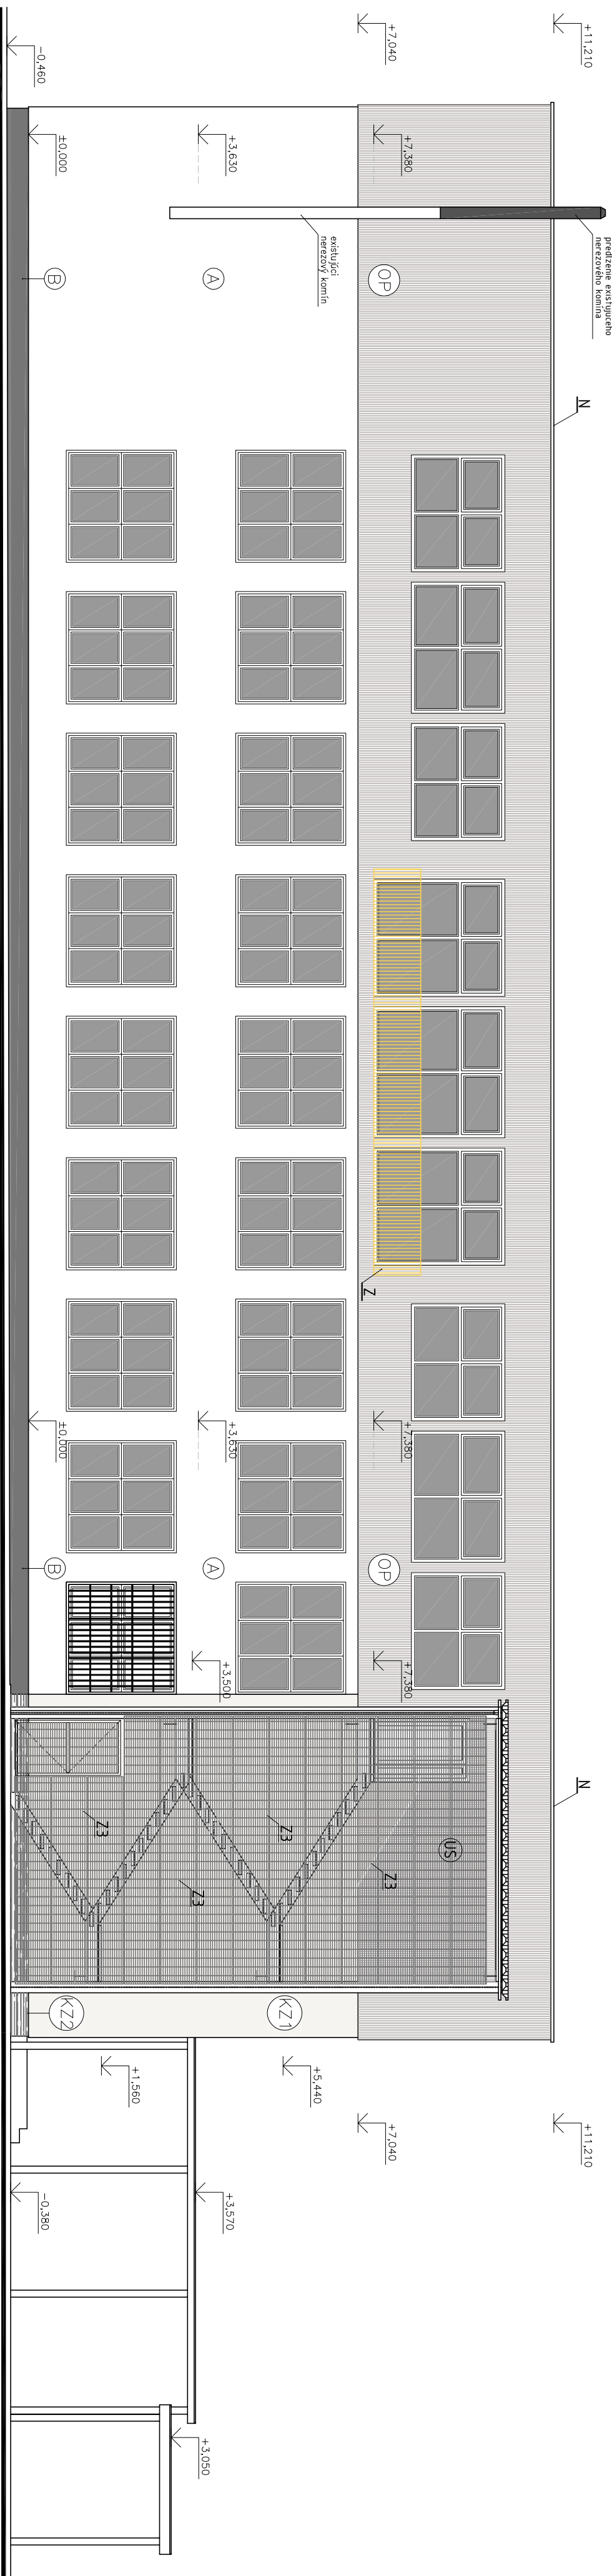 +11,210
+7,040
-0,460
+7,380
+3,630
±0,000
predlzenie existujuceho
nerezového komína
existujúci
nerezový komín
OP
A
B
N
Z
+7,380
+3,630
±0,000
OP
A
B
+7,380
+3,500
N
US
Z3
Z3
Z3
Z3
KZ1
KZ2
+11,210
+7,040
+5,440
+1,560
+3,570
-0,380
+3,050